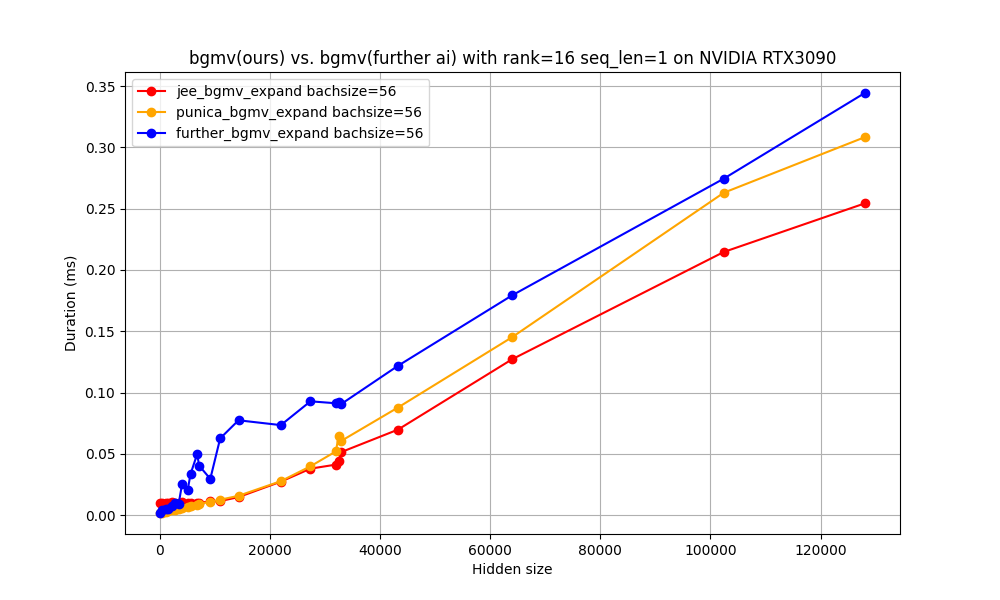 bgmv(ours) vs. bgmv(further ai) with rank=16 seq_len=1 on NVIDIA RTX3090
jee_bgmv_expand bachsize=56
punica_bgmv_expand bachsize=56
further_bgmv_expand bachsize=56
Duration (ms)
0.35
0.30
0.25
0.20
0.15
0.10
0.05
0.00
0 20000 40000 60000 80000 100000 120000
Hidden size